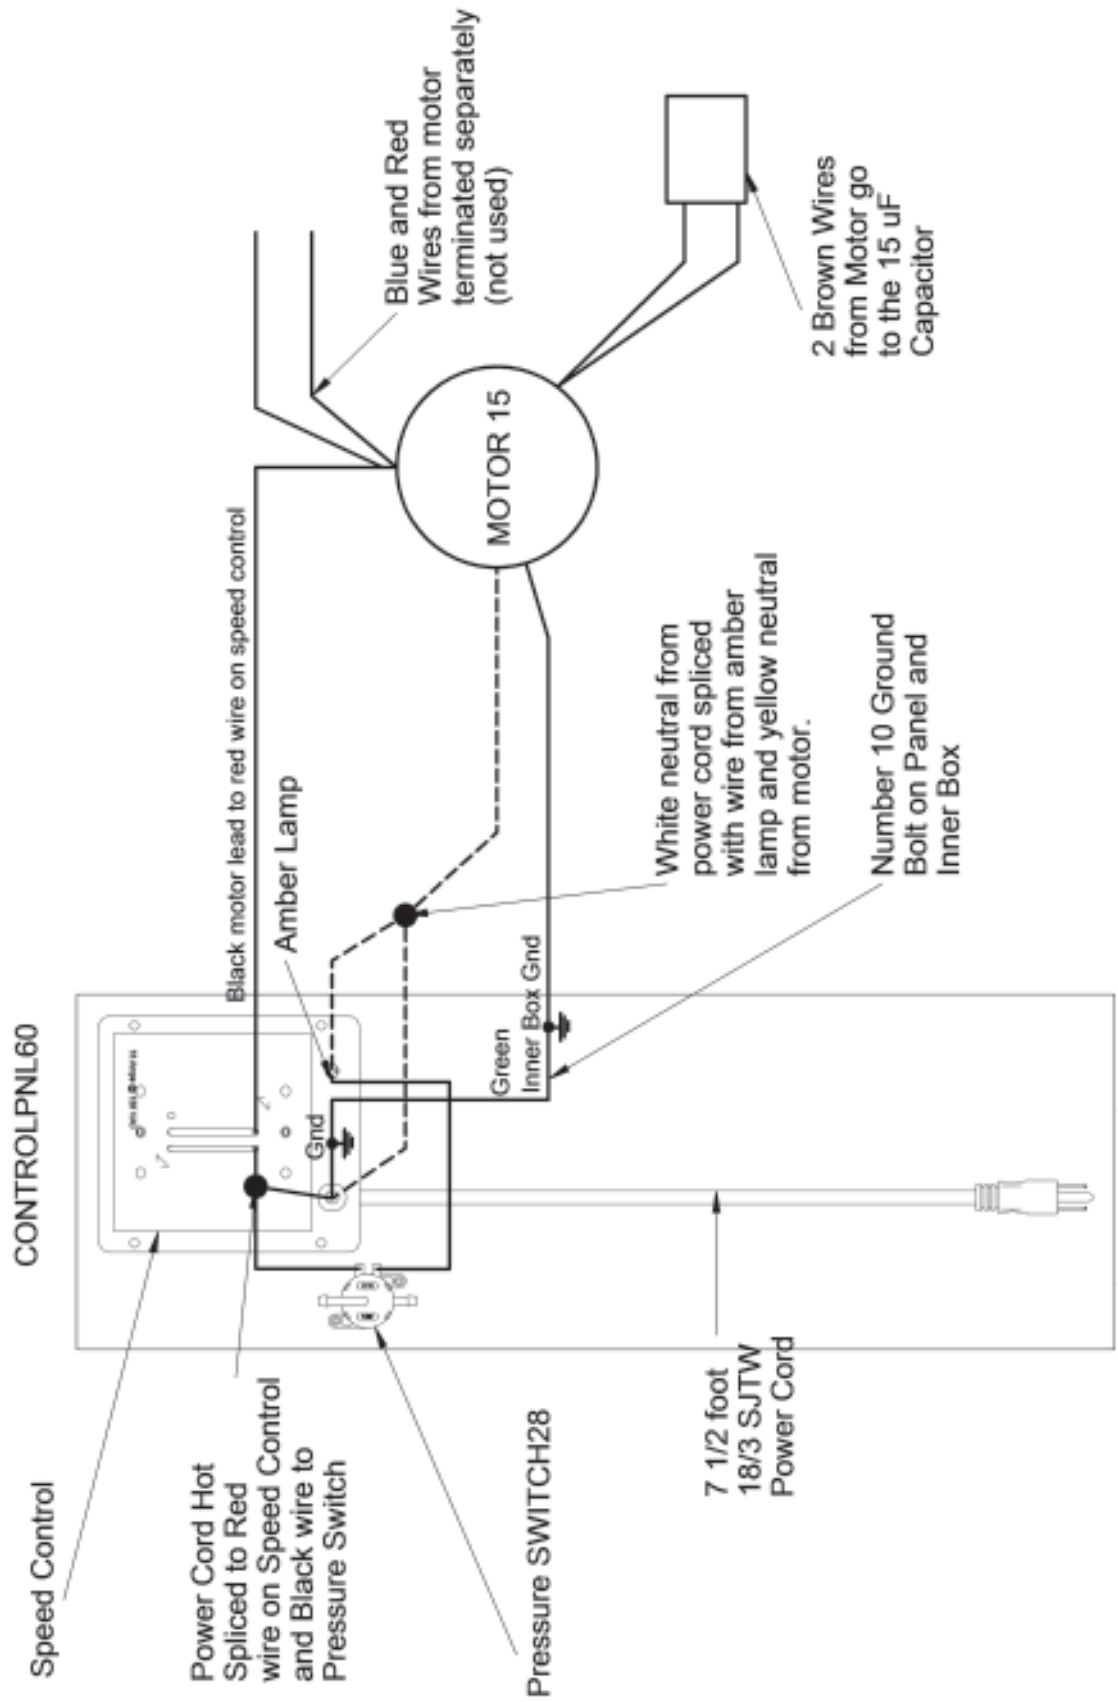 CONTROLPNL60
Speed Control
Power Cord Hot
Spliced to Red
wire on Speed Control
and Black wire to
Pressure Switch
Pressure SWITCH28
7 1/2 foot
18/3 SJTW
Power Cord
Gnd
Green
Inner Box Gnd
Black motor lead to red wire on speed control
Amber Lamp
White neutral from
power cord spliced
with wire from amber
lamp and yellow neutral
from motor.
Number 10 Ground
Bolt on Panel and
Inner Box
MOTOR 15
Blue and Red
Wires from motor
terminated separately
(not used)
2 Brown Wires
from Motor go
to the 15 uF
Capacitor